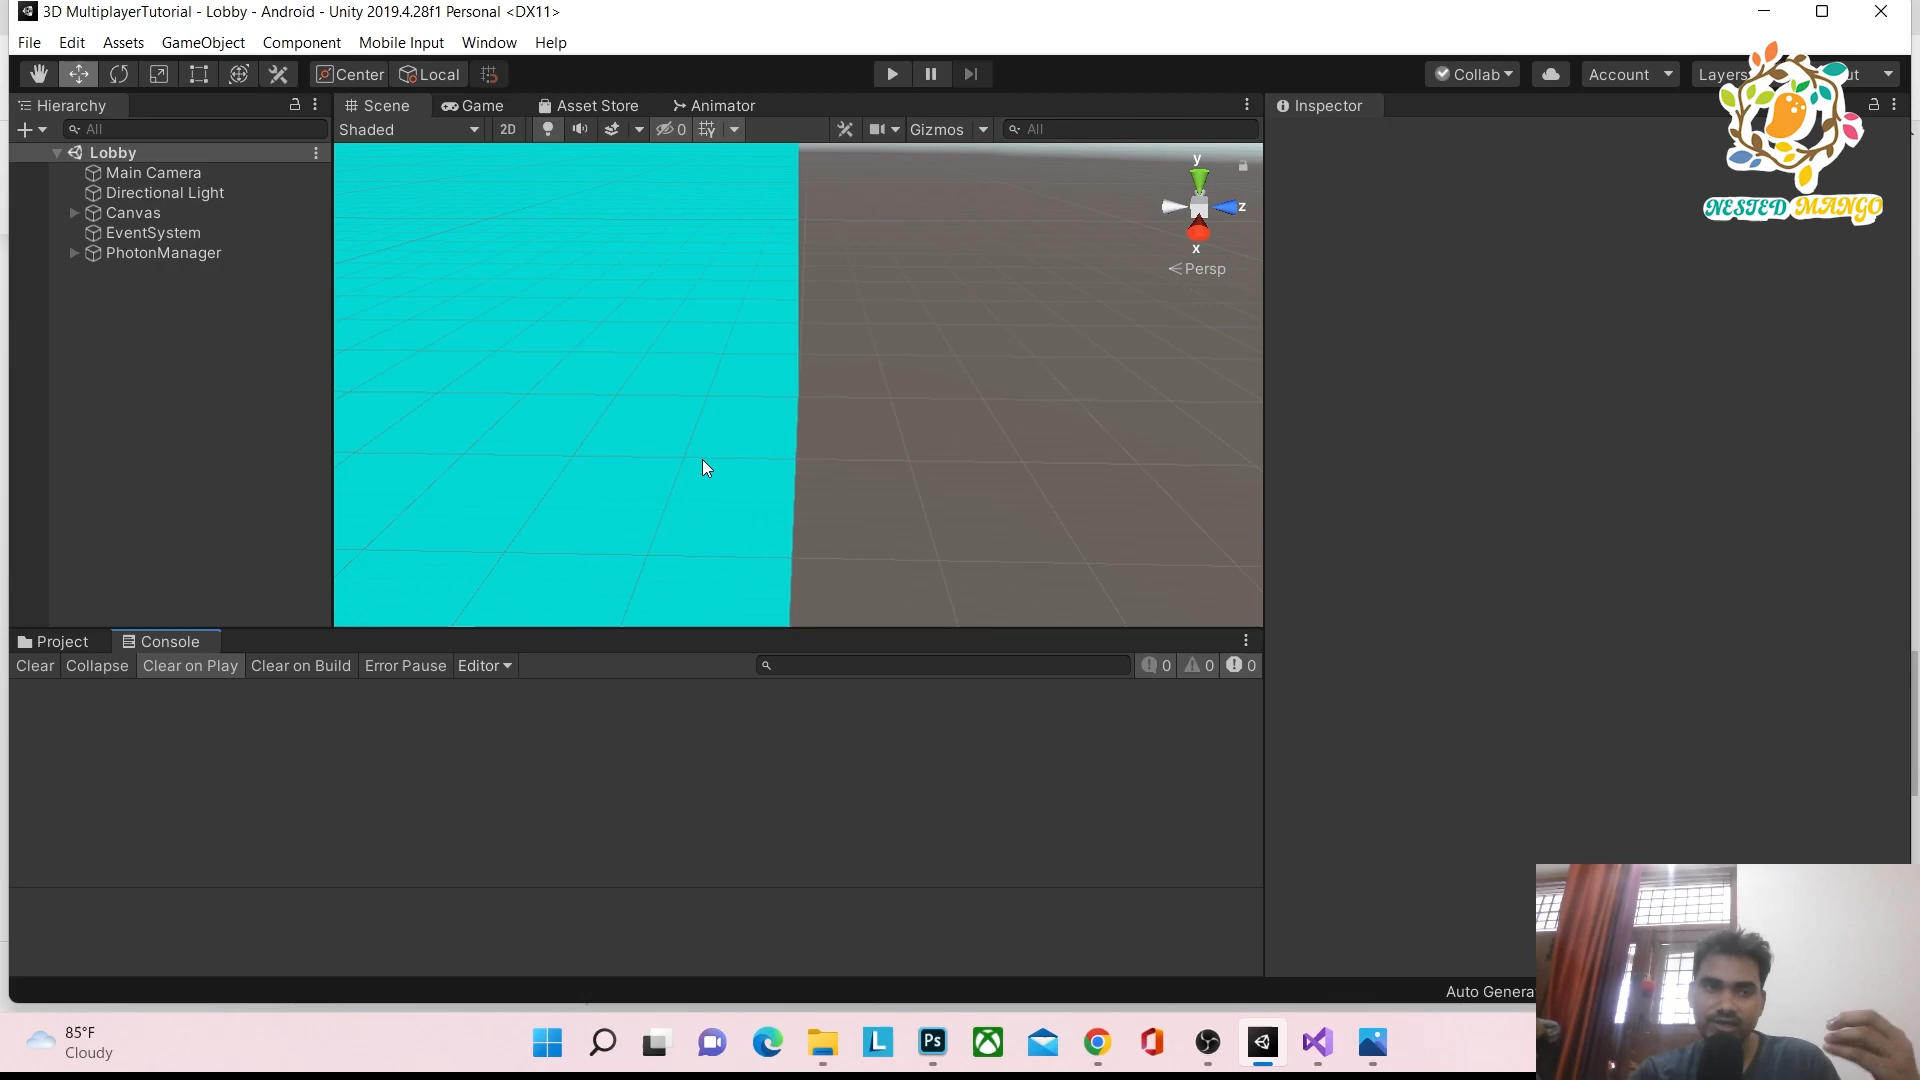 3D MultiplayerTutorial - Lobby - Android - Unity 2019.4.28f1 Personal <DX11>
File Edit Assets GameObject Component Mobile Input Window Help
Center Local Collab Account Layers ut
Hierarchy Scene Game Asset Store Animator Inspector
All Shaded 2D 0 Gizmos All
NESTED MANGO
Lobby
Main Camera
Directional Light
Canvas
EventSystem
PhotonManager
y
z
x
Persp
Project Console
Clear Collapse Clear on Play Clear on Build Error Pause Editor 0 0 0
Auto Genera
85°F
Cloudy
L Ps